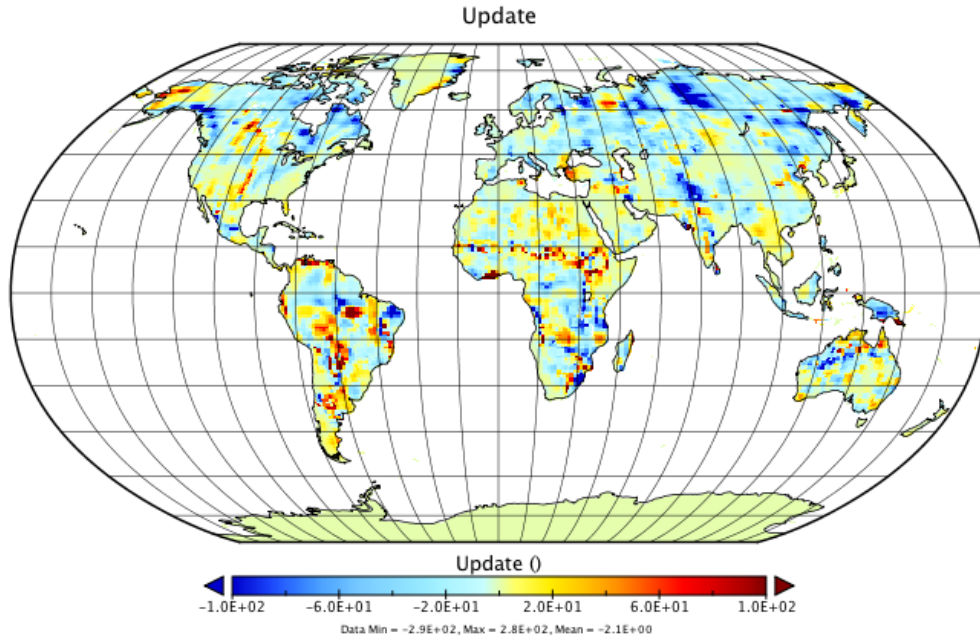 Update
Update ()
-1.0E+02 -6.0E+01 -2.0E+01 2.0E+01 6.0E+01 1.0E+02
Data Min = -2.9E+02, Max = 2.8E+02, Mean = -2.1E+00